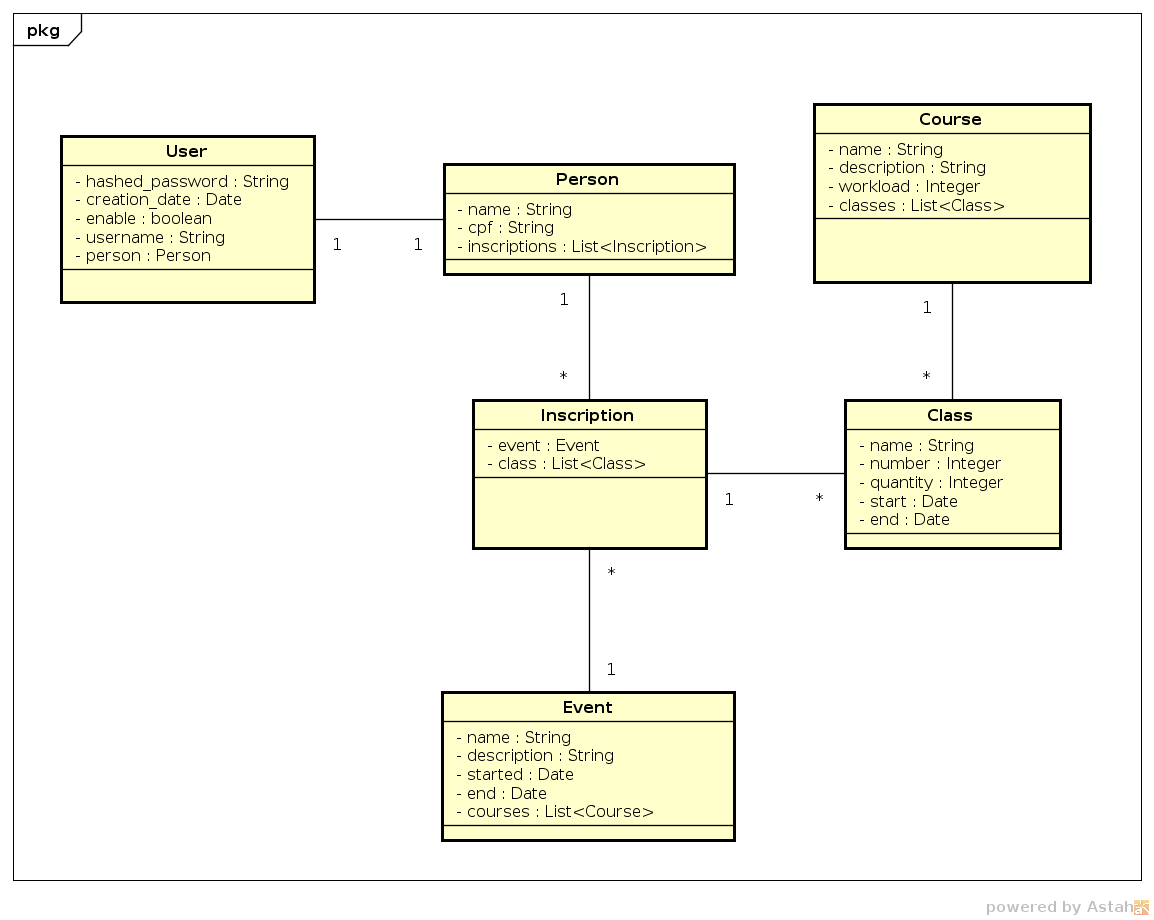 pkg
User
- hashed_password : String
- creation_date : Date
- enable : boolean
- username : String
- person : Person
1
1
Person
- name : String
- cpf : String
- inscriptions : List<Inscription>
Course
- name : String
- description : String
- workload : Integer
- classes : List<Class>
1
*
1
*
Inscription
- event : Event
- class : List<Class>
1
*
Class
- name : String
- number : Integer
- quantity : Integer
- start : Date
- end : Date
*
1
Event
- name : String
- description : String
- started : Date
- end : Date
- courses : List<Course>
powered by Astah